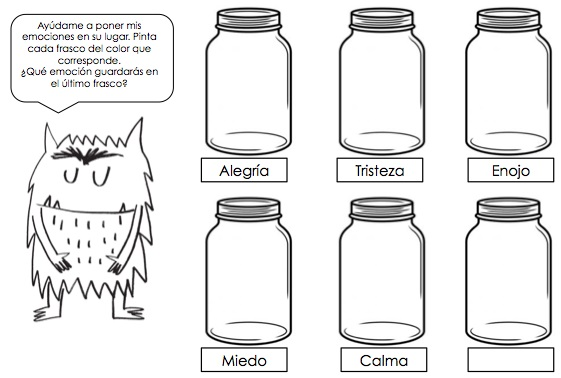 Ayúdame a poner mis
emociones en su lugar. Pinta
cada frasco del color que
corresponde.
¿Qué emoción guardarás en
el último frasco?
Alegría
Tristeza
Enojo
Miedo
Calma